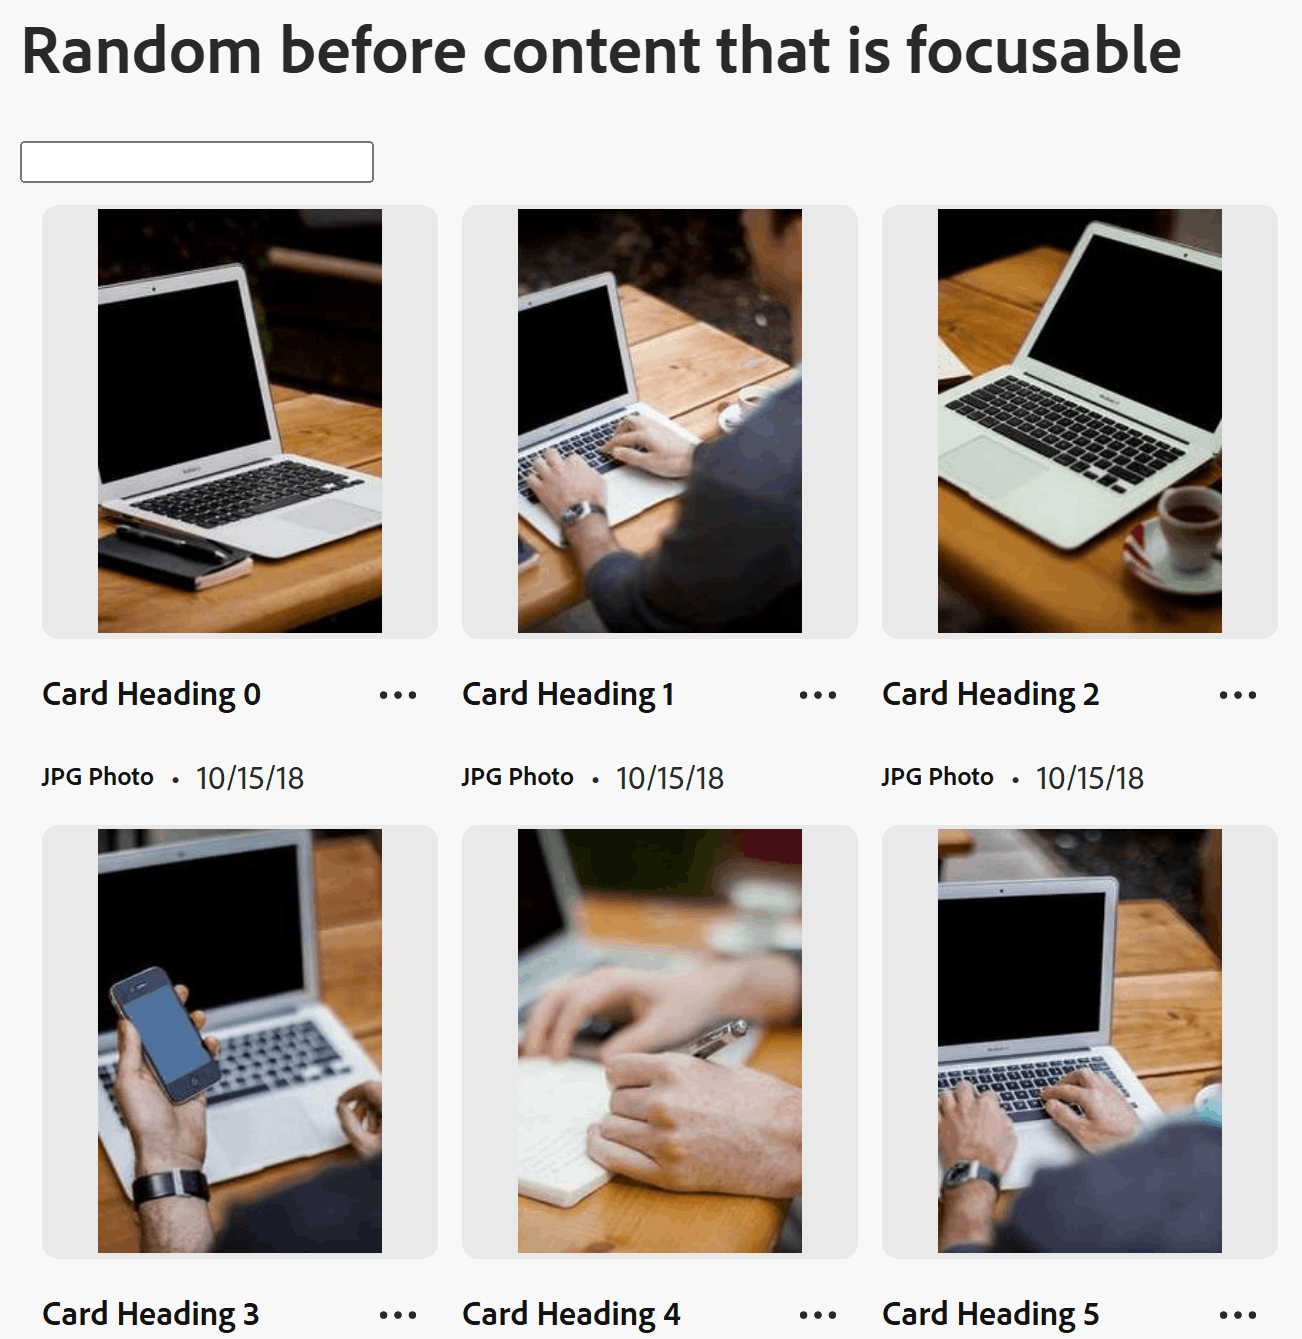 Random before content that is focusable
Card Heading 0
Card Heading 1
Card Heading 2
JPG Photo • 10/15/18
JPG Photo • 10/15/18
JPG Photo • 10/15/18
Card Heading 3
Card Heading 4
Card Heading 5